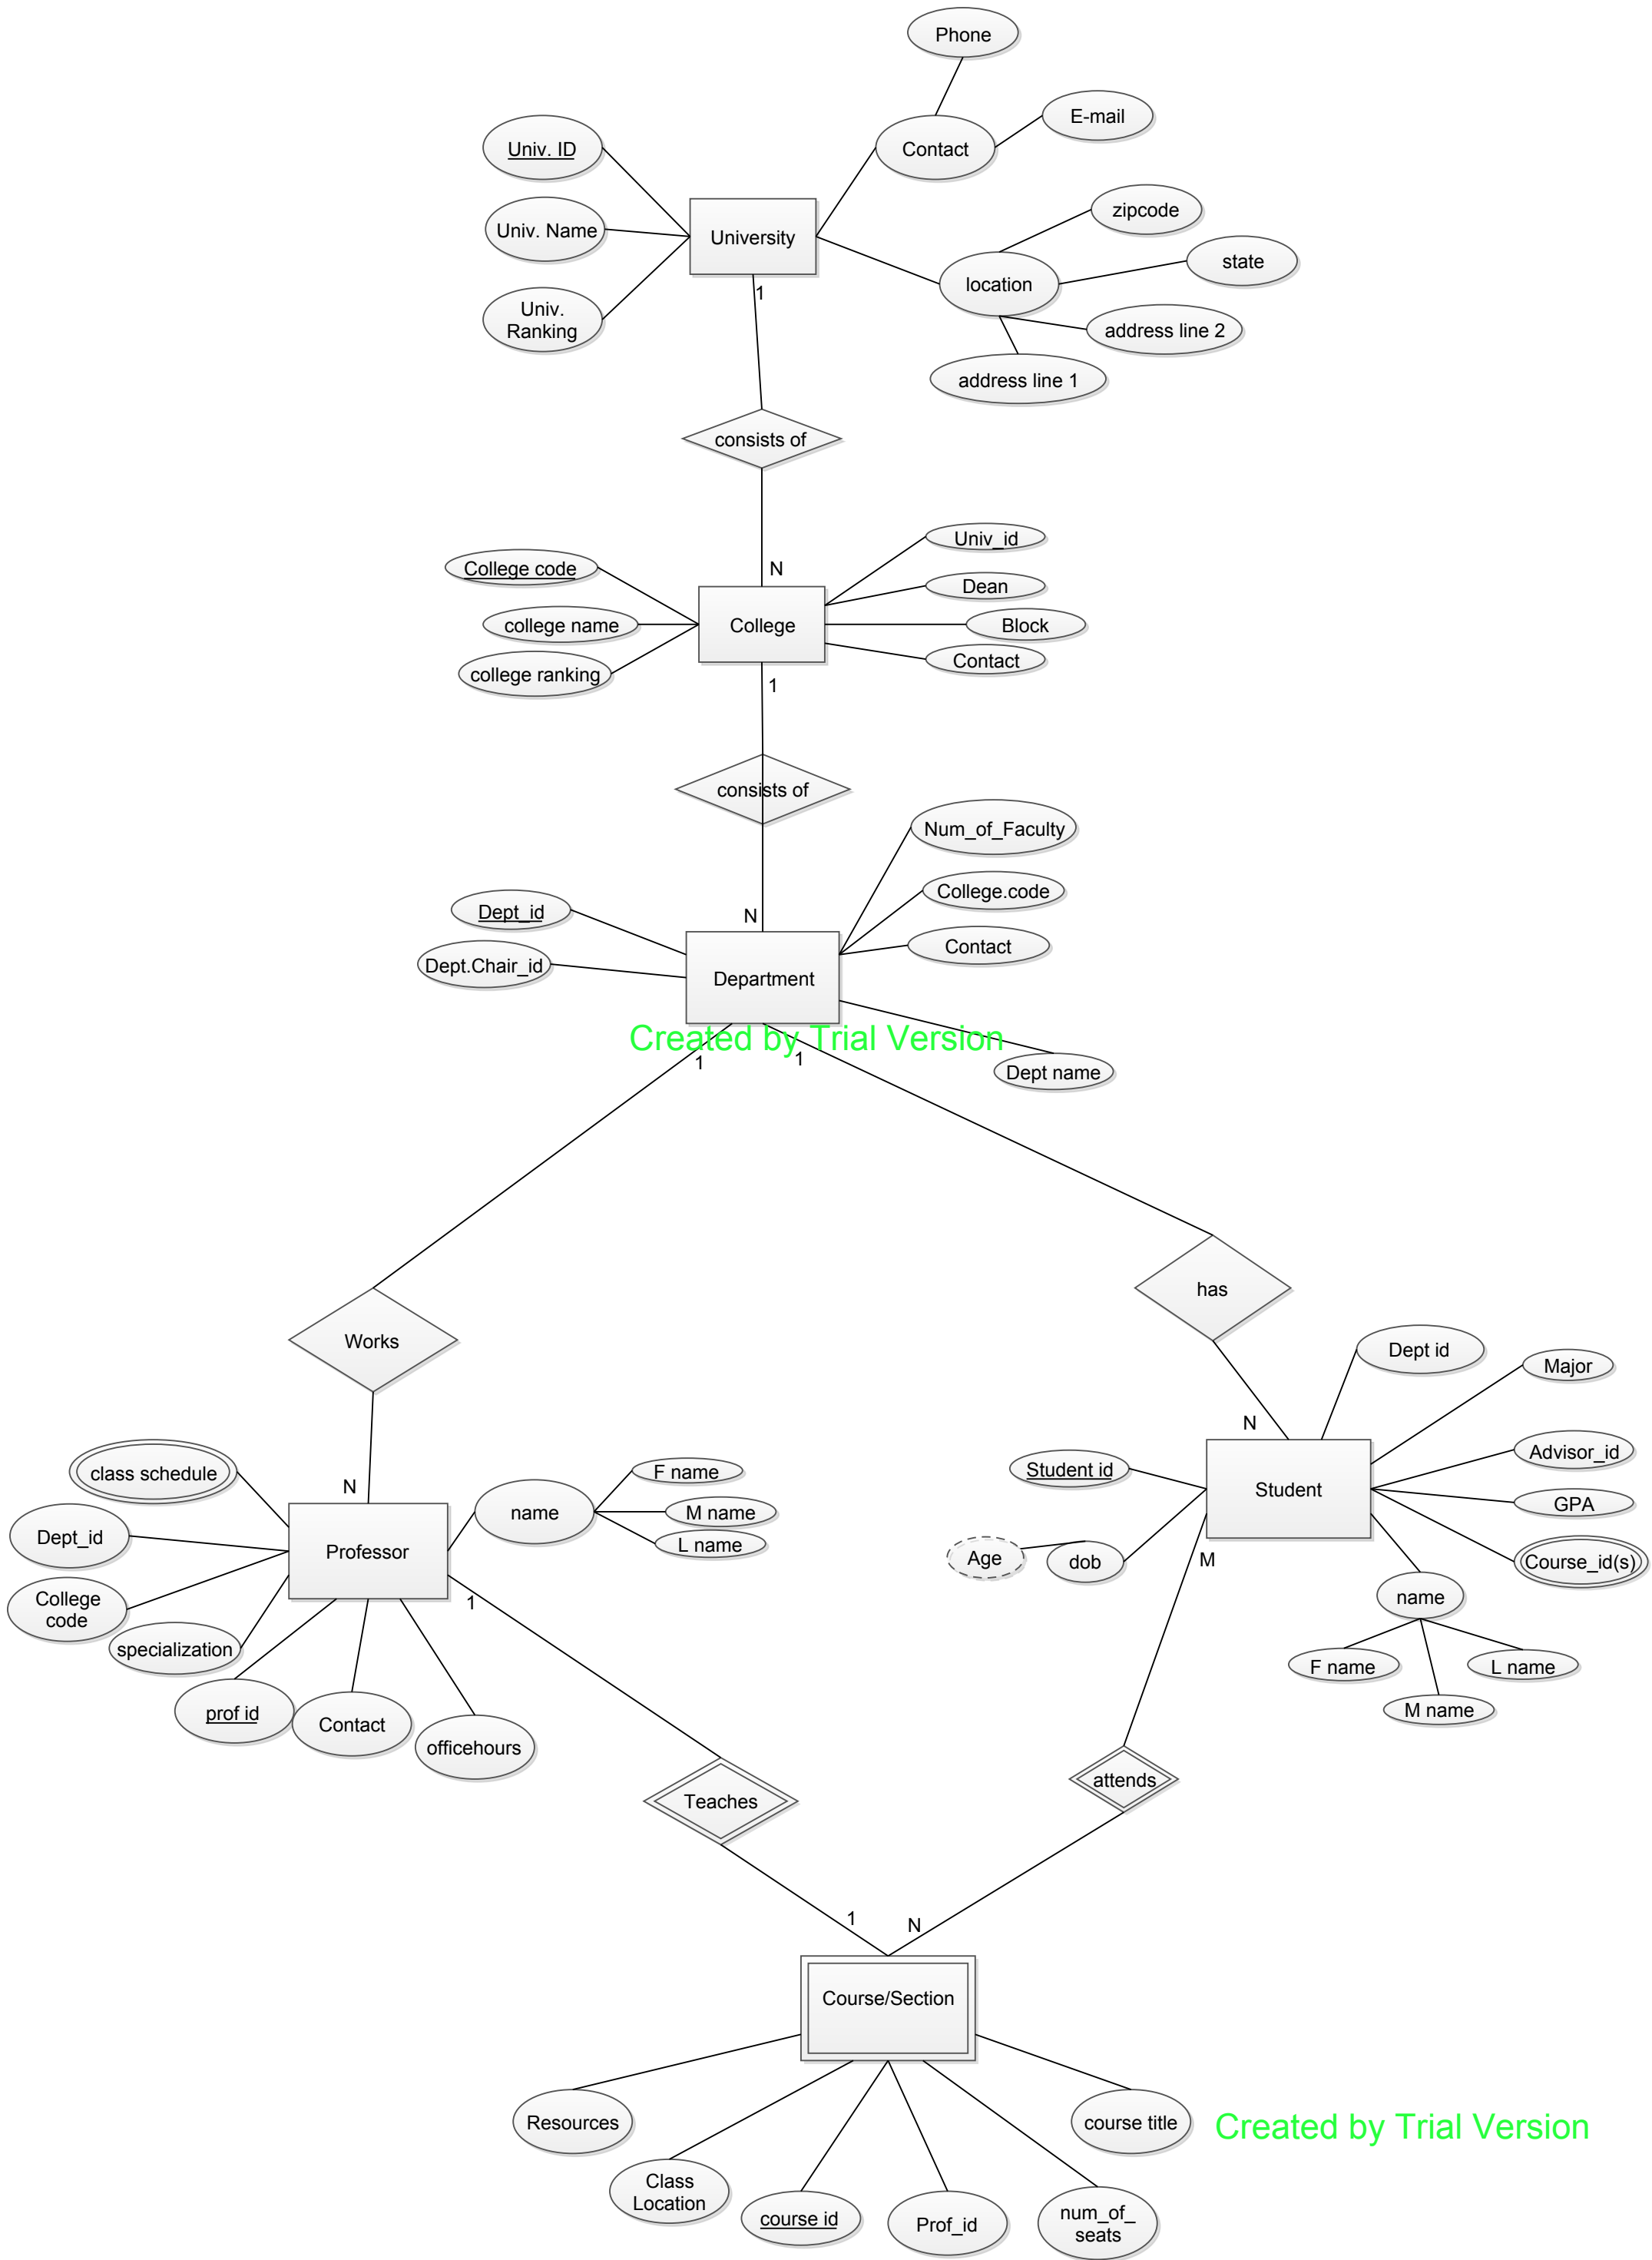 Phone
E-mail
Contact
Univ. ID
zipcode
Univ. Name
University
state
location
Univ.
Ranking
1
address line 2
address line 1
consists of
Univ_id
N
College code
Dean
college name
College
Block
Contact
college ranking
1
consists of
Num_of_Faculty
College.code
Dept_id
N
Contact
Dept.Chair_id
Department
Created by Trial Version
1
1
Dept name
has
Works
Dept id
Major
N
Advisor_id
class schedule
F name
Student id
Student
N
GPA
name
M name
Dept_id
L name
Professor
Age
dob
M
Course_id(s)
College
code
1
name
specialization
F name
L name
prof id
Contact
M name
officehours
attends
Teaches
1
N
Course/Section
Resources
course title
Created by Trial Version
Class
Location
course id
Prof_id
num_of_
seats